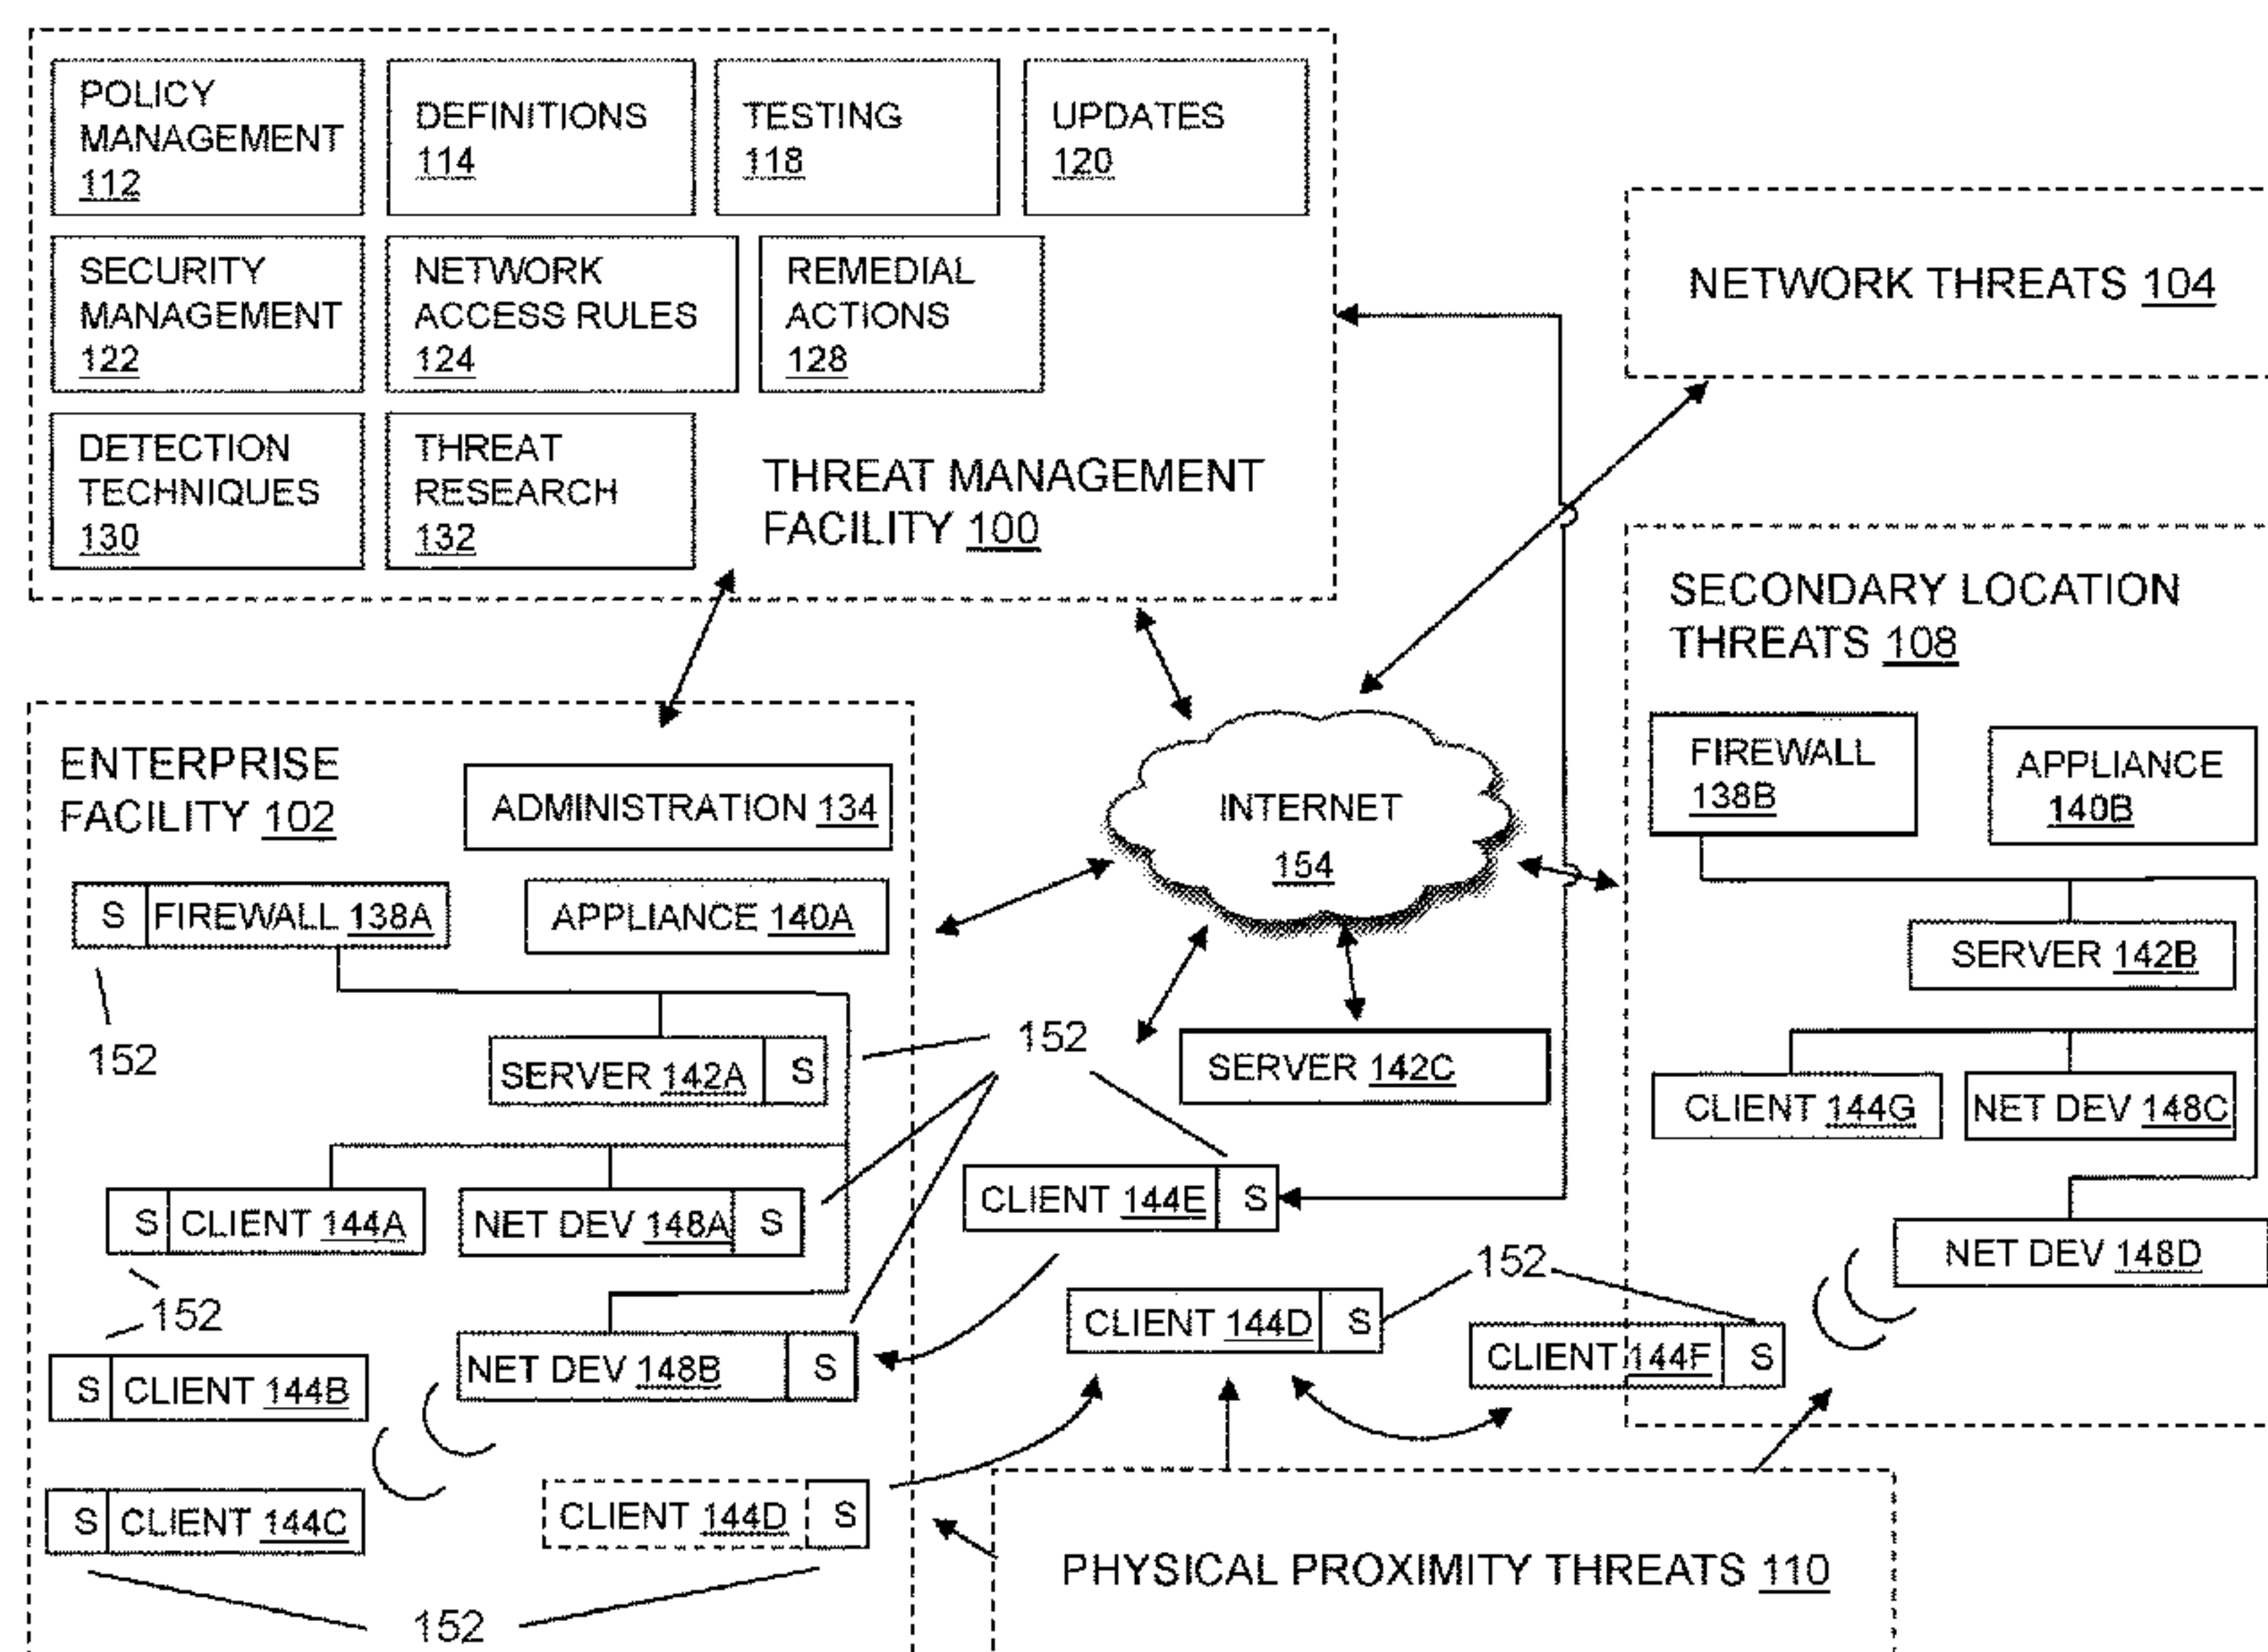 POLICY
MANAGEMENT
112
DEFINITIONS
114
TESTING
118
UPDATES
120
SECURITY
MANAGEMENT
122
NETWORK
ACCESS RULES
124
REMEDIAL
ACTIONS
128
DETECTION
TECHNIQUES
130
THREAT
RESEARCH
132
THREAT MANAGEMENT
FACILITY 100
NETWORK THREATS 104
SECONDARY LOCATION
THREATS 108
FIREWALL
138B
APPLIANCE
140B
SERVER 142B
CLIENT 144G
NET DEV 148C
NET DEV 148D
ENTERPRISE
FACILITY 102
ADMINISTRATION 134
S FIREWALL 138A
APPLIANCE 140A
152
SERVER 142A S
S CLIENT 144A
NET DEV 148A S
152
S CLIENT 144B
NET DEV 148B S
S CLIENT 144C
CLIENT 144D S
152
INTERNET
154
152
SERVER 142C
CLIENT 144E S
CLIENT 144D S
152
CLIENT 144F S
PHYSICAL PROXIMITY THREATS 110